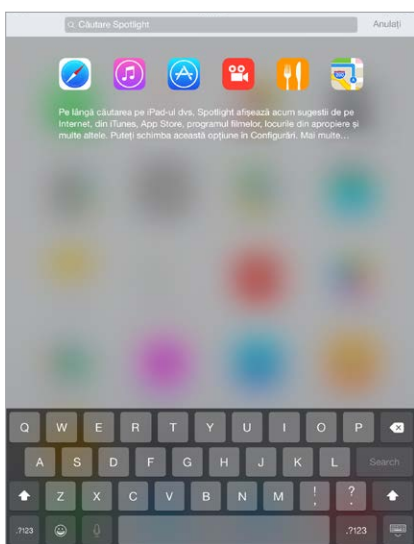 Căutare Spotlight Anulați
Pe lângă căutarea pe iPad-ul dvs, Spotlight afișează acum sugestii de pe
Internet, din iTunes, App Store, programul filmelor, locurile din apropiere și
multe altele. Puteți schimba această opțiune în Configurări. Mai multe…
Q W E R T Y U I O P
A S D F G H J K L Search
Z X C V B N M ! , ? .
.?123 .?123